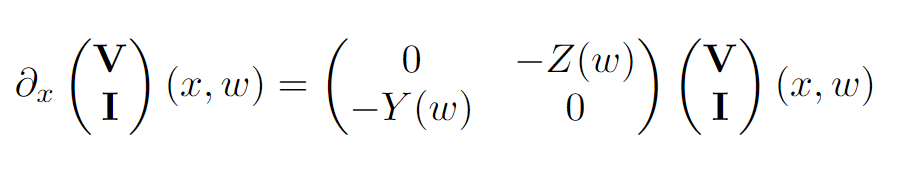 ∂ₓ (𝐕 𝐈) (x, w) = (0 −Z(w) −Y(w) 0) (𝐕 𝐈) (x, w)